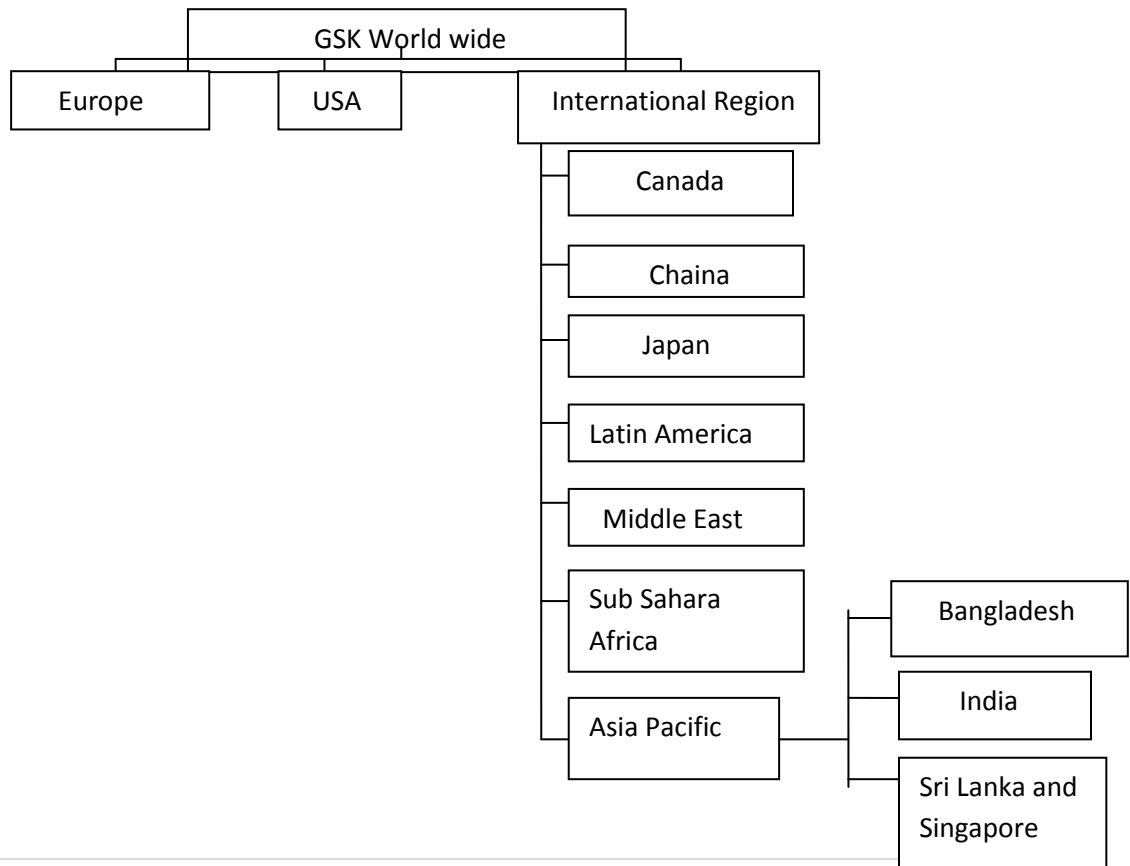 GSK World wide
Europe
USA
International Region
Canada
Chaina
Japan
Latin America
Middle East
Sub Sahara
Africa
Asia Pacific
Bangladesh
India
Sri Lanka and
Singapore